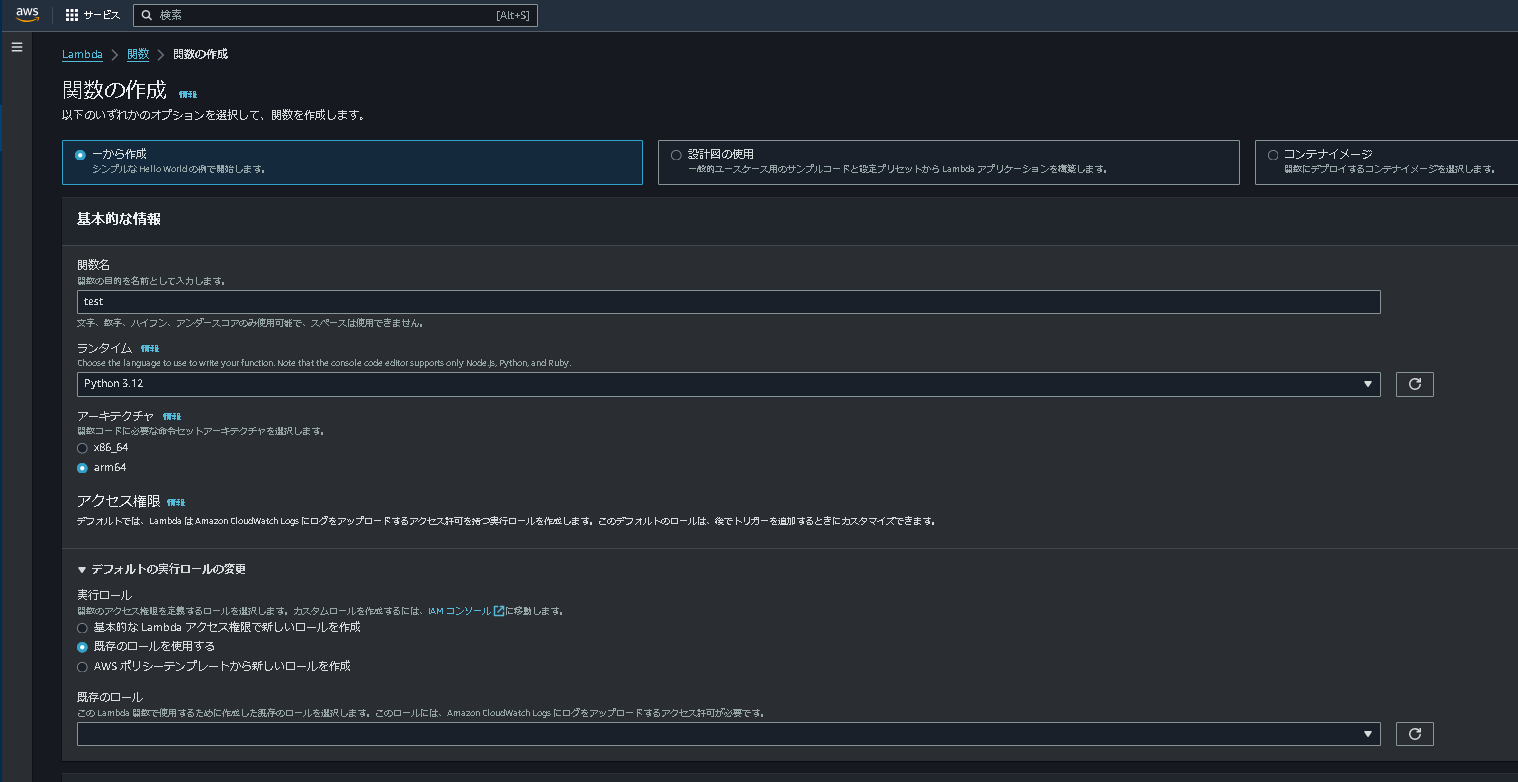 aws サービス 検索 [Alt+S]
Lambda 関数 関数の作成
関数の作成 情報
以下のいずれかのオプションを選択して、関数を作成します。
一から作成
シンプルな Hello World の例で開始します。
設計図の使用
一般的ユースケース用のサンプルコードと設定プリセットから Lambda アプリケーションを構築します。
コンテナイメージ
関数にデプロイするコンテナイメージを選択します。
基本的な情報
関数名
関数の目的を名前として入力します。
test
文字、数字、ハイフン、アンダースコアのみ使用可能で、スペースは使用できません。
ランタイム 情報
Choose the language to use to write your function. Note that the console code editor supports only Node.js, Python, and Ruby.
Python 3.12
アーキテクチャ 情報
関数コードに必要な命令セットアーキテクチャを選択します。
x86_64
arm64
アクセス権限 情報
デフォルトでは、Lambda は Amazon CloudWatch Logs にログをアップロードするアクセス許可を持つ実行ロールを作成します。このデフォルトのロールは、後でトリガーを追加するときにカスタマイズできます。
デフォルトの実行ロールの変更
実行ロール
関数のアクセス権限を定義するロールを選択します。カスタムロールを作成するには、IAM コンソールに移動します。
基本的な Lambda アクセス権限で新しいロールを作成
既存のロールを使用する
AWS ポリシーテンプレートから新しいロールを作成
既存のロール
この Lambda 関数で使用するために作成した既存のロールを選択します。このロールには、Amazon CloudWatch Logs にログをアップロードするアクセス許可が必要です。